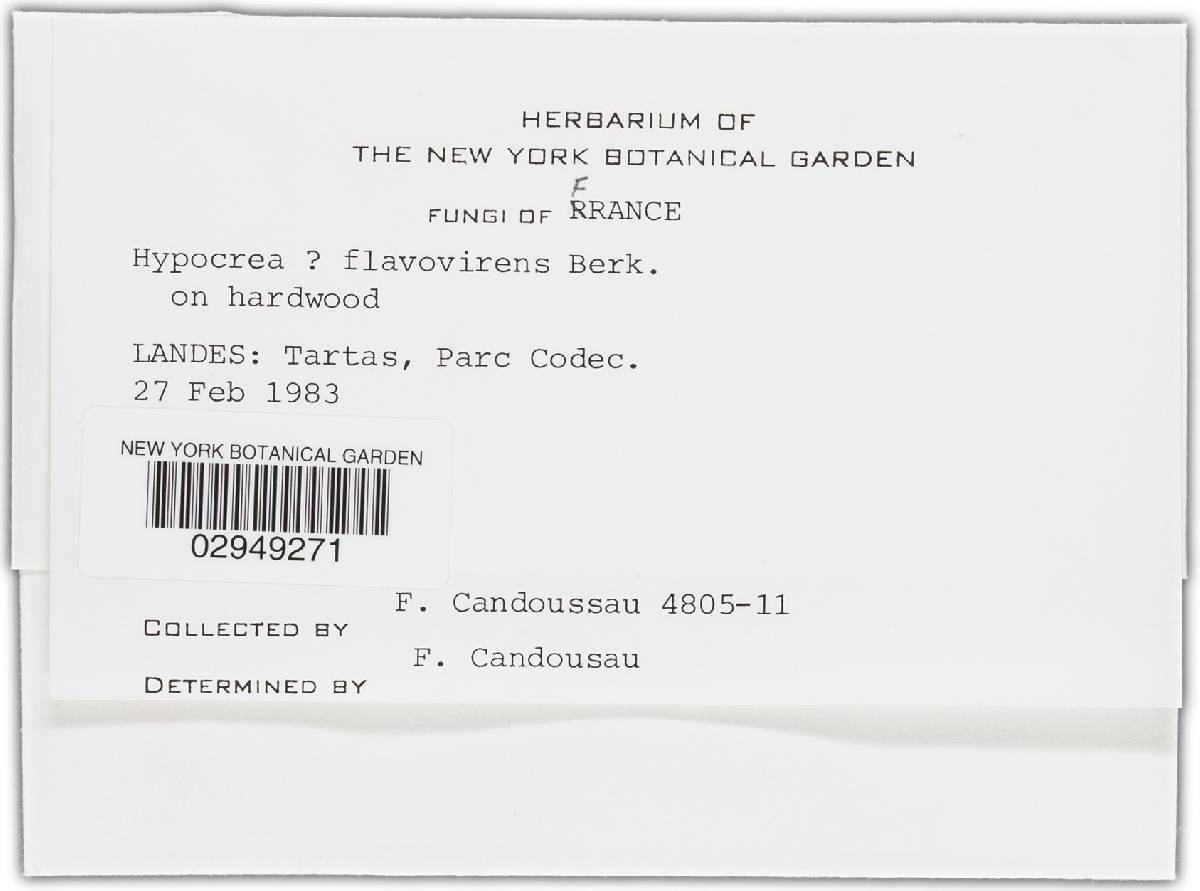 HERBARIUM OF
THE NEW YORK BOTANICAL GARDEN
F
FUNGI OF RRANCE
Hypocrea ? flavovirens Berk.
on hardwood
LANDES: Tartas, Parc Codec.
27 Feb 1983
NEW YORK BOTANICAL GARDEN
02949271
F. Candoussau 4805-11
COLLECTED BY
F. Candousau
DETERMINED BY